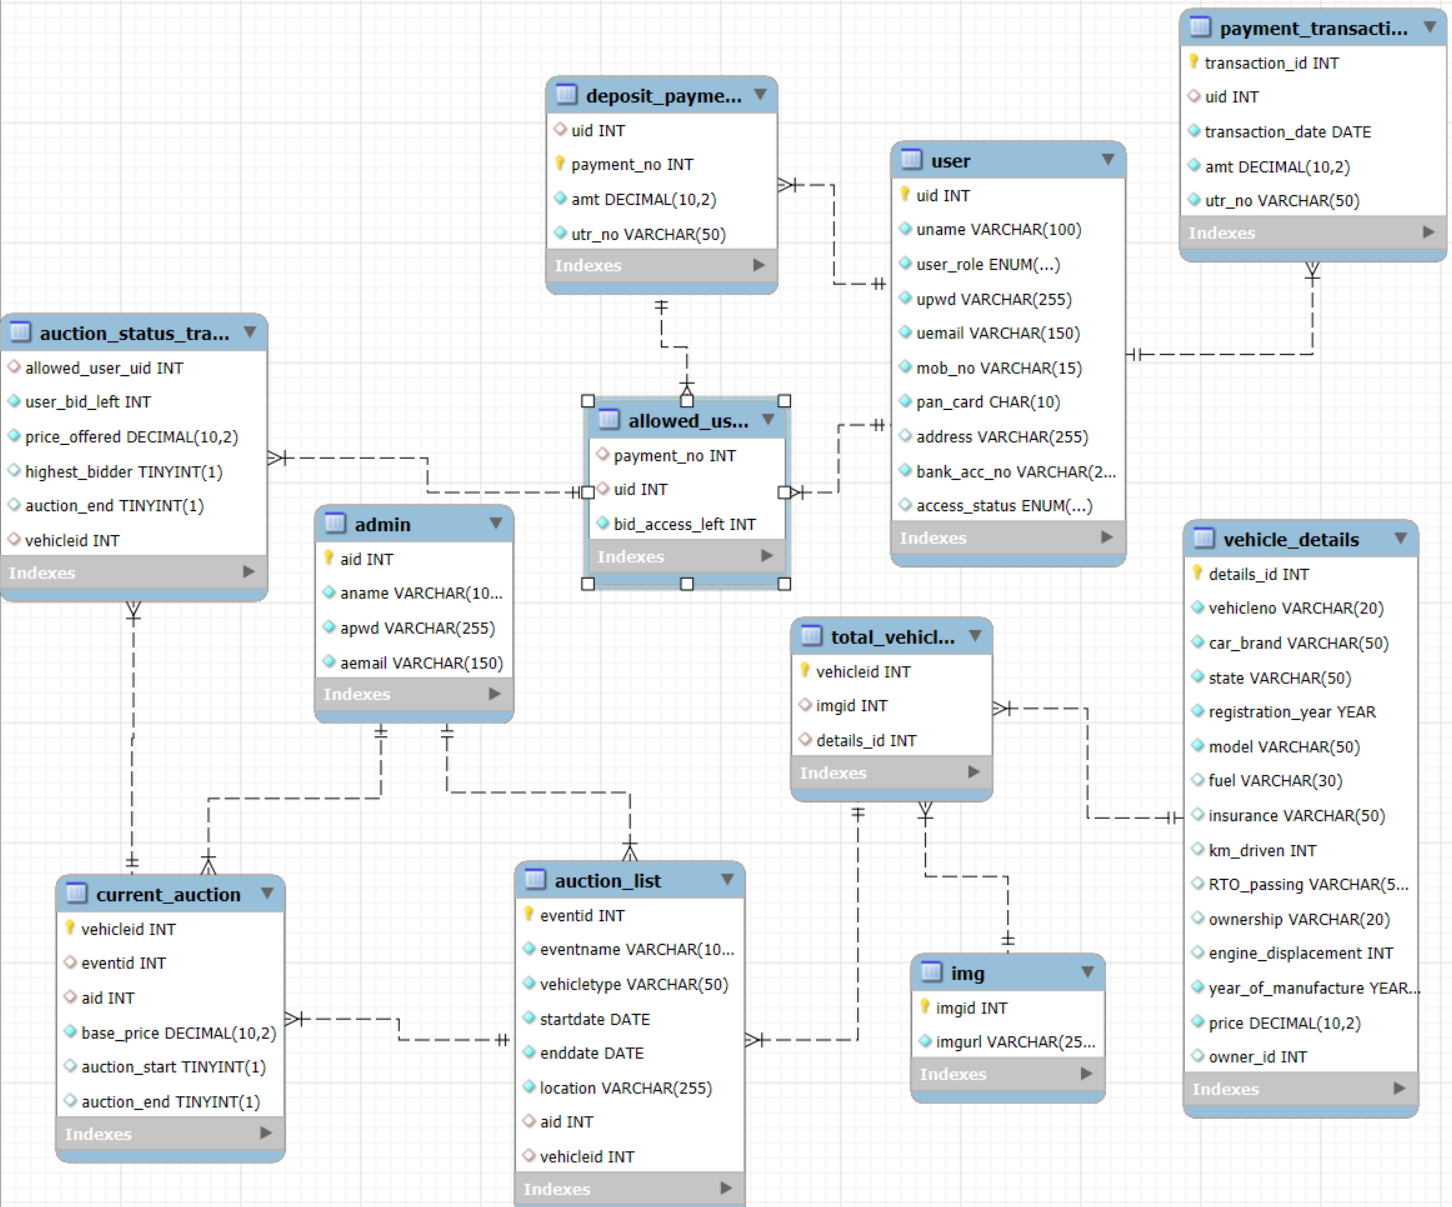 payment_transacti...
transaction_id INT
uid INT
transaction_date DATE
amt DECIMAL(10,2)
utr_no VARCHAR(50)
Indexes
deposit_payme...
uid INT
payment_no INT
amt DECIMAL(10,2)
utr_no VARCHAR(50)
Indexes
user
uid INT
uname VARCHAR(100)
user_role ENUM(...)
upwd VARCHAR(255)
uemail VARCHAR(150)
mob_no VARCHAR(15)
pan_card CHAR(10)
address VARCHAR(255)
bank_acc_no VARCHAR(2...
access_status ENUM(...)
Indexes
auction_status_tra...
allowed_user_uid INT
user_bid_left INT
price_offered DECIMAL(10,2)
highest_bidder TINYINT(1)
auction_end TINYINT(1)
vehicleid INT
Indexes
allowed_us...
payment_no INT
uid INT
bid_access_left INT
Indexes
admin
aid INT
aname VARCHAR(10...
apwd VARCHAR(255)
aemail VARCHAR(150)
Indexes
vehicle_details
details_id INT
vehicleno VARCHAR(20)
car_brand VARCHAR(50)
state VARCHAR(50)
registration_year YEAR
model VARCHAR(50)
fuel VARCHAR(30)
insurance VARCHAR(50)
km_driven INT
RTO_passing VARCHAR(5...
ownership VARCHAR(20)
engine_displacement INT
year_of_manufacture YEAR...
price DECIMAL(10,2)
owner_id INT
Indexes
total_vehicl...
vehicleid INT
imgid INT
details_id INT
Indexes
current_auction
vehicleid INT
eventid INT
aid INT
base_price DECIMAL(10,2)
auction_start TINYINT(1)
auction_end TINYINT(1)
Indexes
auction_list
eventid INT
eventname VARCHAR(10...
vehicletype VARCHAR(50)
startdate DATE
enddate DATE
location VARCHAR(255)
aid INT
vehicleid INT
Indexes
img
imgid INT
imgurl VARCHAR(25...
Indexes